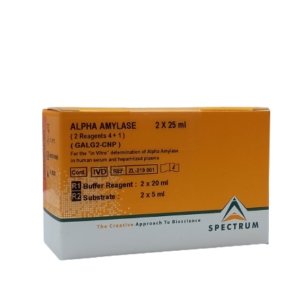 ALPHA AMYLASE 2 X 25 ml
( 2 Reagents 4 + 1 )
( GALG2-CNP )
For the "In Vitro" determination of Alpha Amylase
in human serum and heparinized plasma
Cont. IVD REF
R1 Buffer Reagent : 2 x 20 ml
R2 Substrate : 2 x 5 ml
The Creative Approach To Bioscience
SPECTRUM